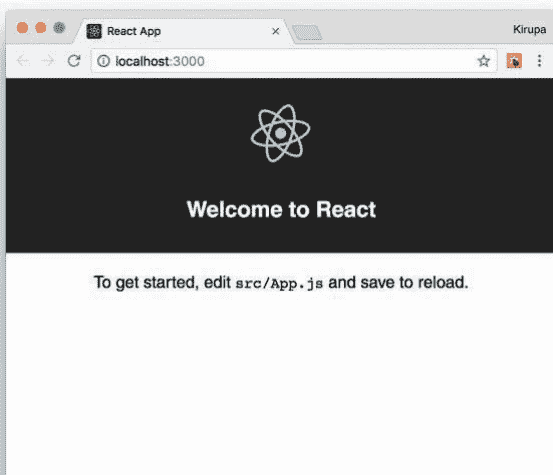 React App
Kirupa
localhost:3000
Welcome to React
To get started, edit src/App.js and save to reload.